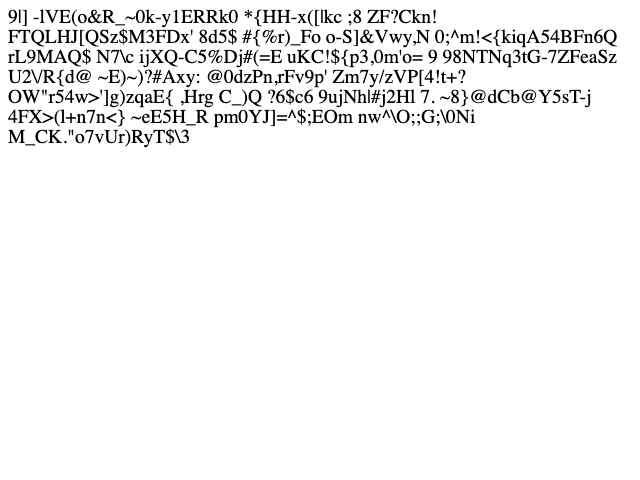 9|] -lVE(o&R_~0k-y1ERRk0 *{HH-x([|kc ;8 ZF?Ckn!
FTQLHJ[QSz$M3FDx' 8d5$ #{%r)_Fo o-S]&Vwy,N 0;^m!<{kiqA54BFn6Q
rL9MAQ$ N7\c ijXQ-C5%Dj#(=E uKC!${p3,0m'o= 9 98NTNq3tG-7ZFeaSz
U2\/R{d@ ~E)~)?#Axy: @0dzPn,rFv9p' Zm7y/zVP[4!t+?
OW"r54w>']g)zqaE{ ,Hrg C_)Q ?6$c6 9ujNh|#j2Hl 7. ~8}@dCb@Y5sT-j
4FX>(l+n7n<} ~eE5H_R pm0YJ]=^$;EOm nw^\O;;G;\0Ni
M_CK."o7vUr)RyT$\3